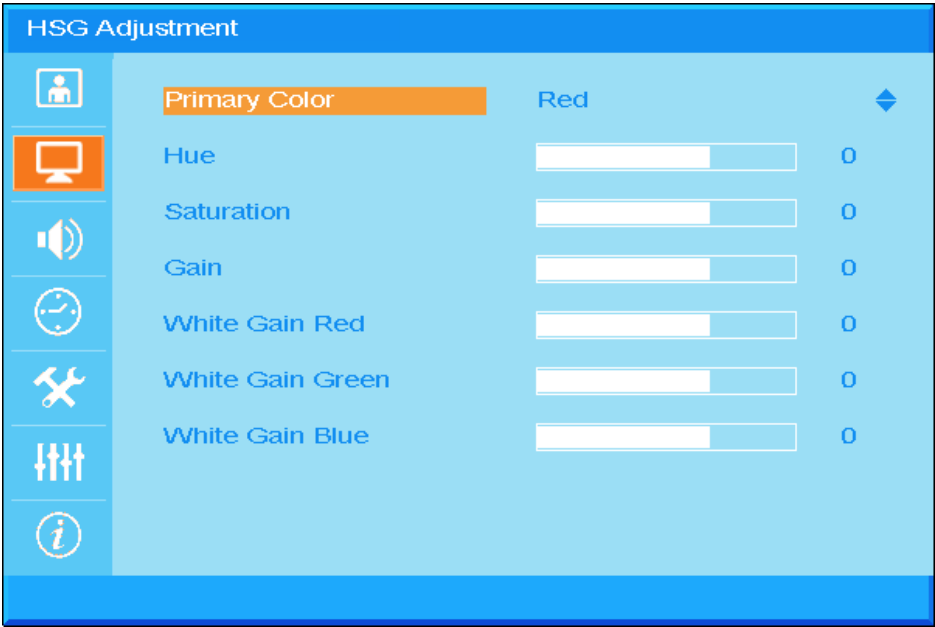 HSG Adjustment
Primary Color Red
Hue 0
Saturation 0
Gain 0
White Gain Red 0
White Gain Green 0
White Gain Blue 0